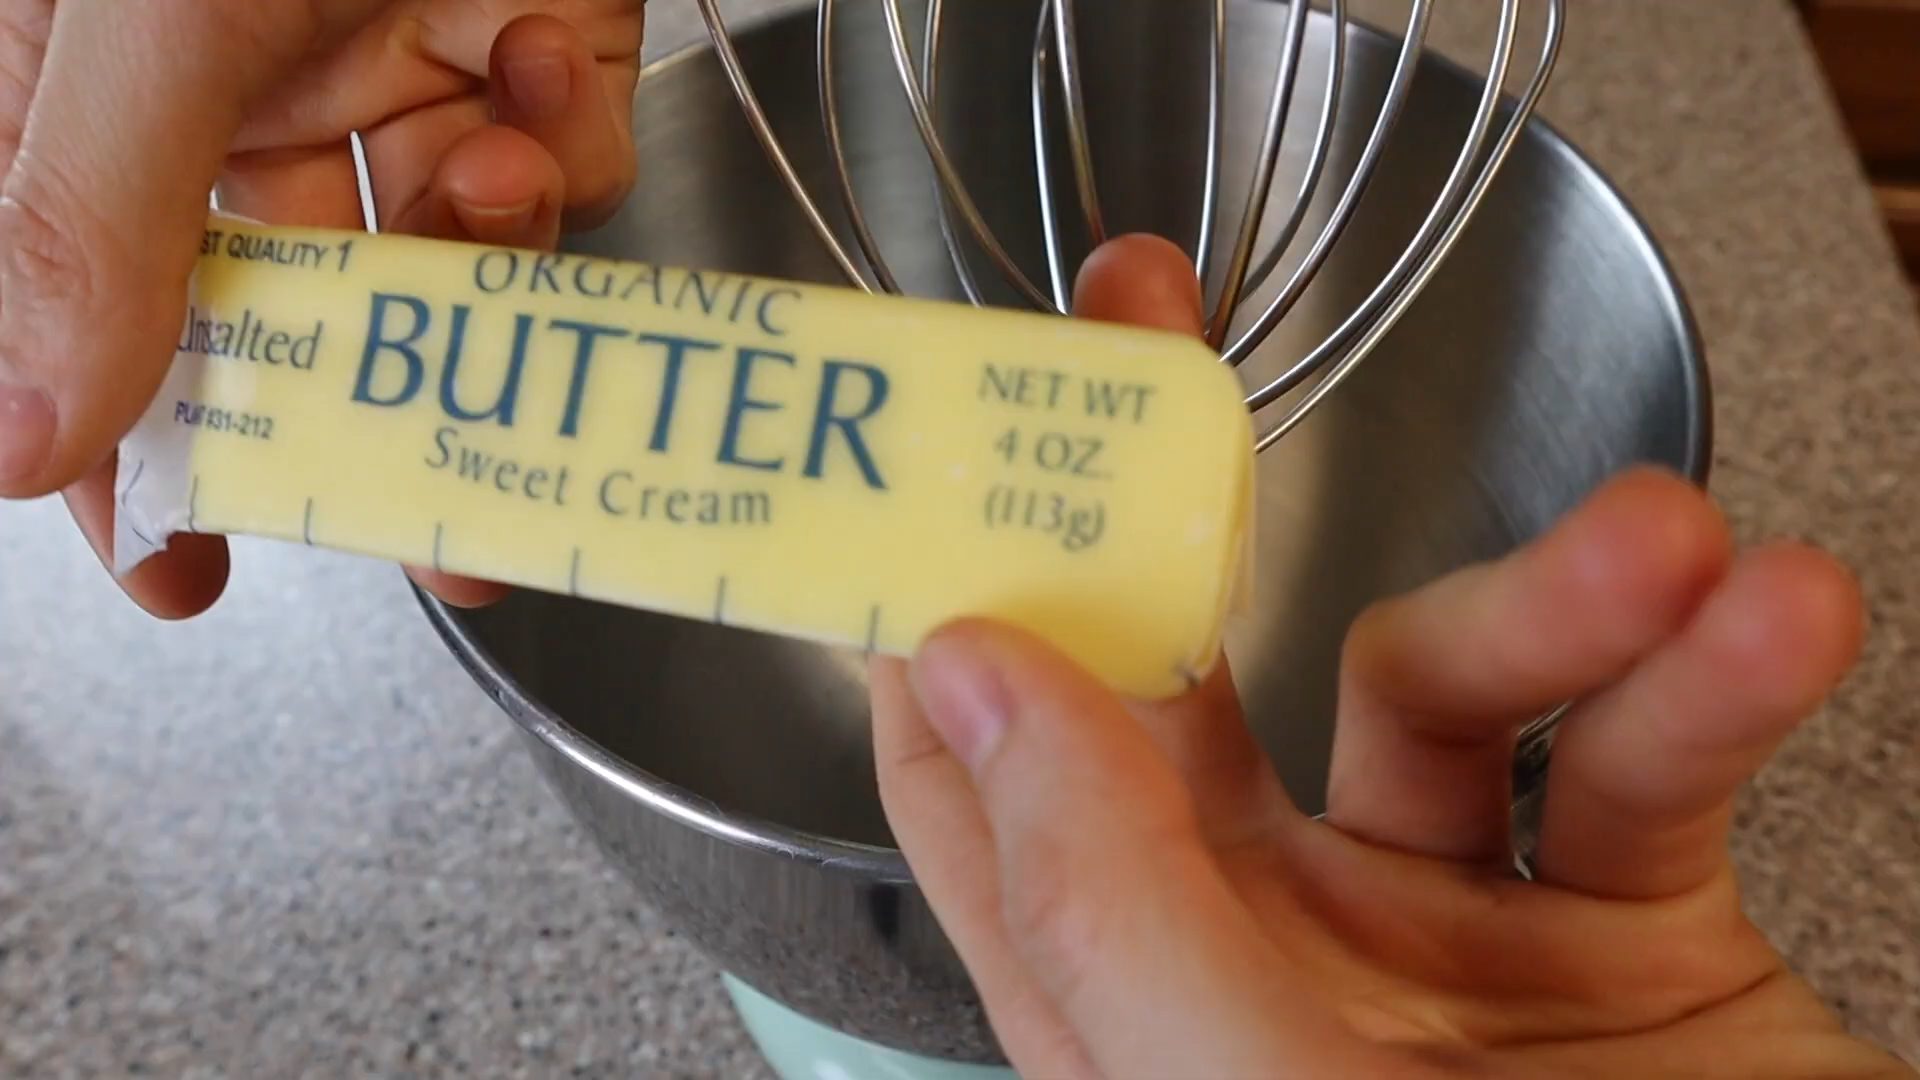 QUALITY 1
Unsalted
ORGANIC
BUTTER
Sweet Cream
NET WT
4 OZ.
(113g)